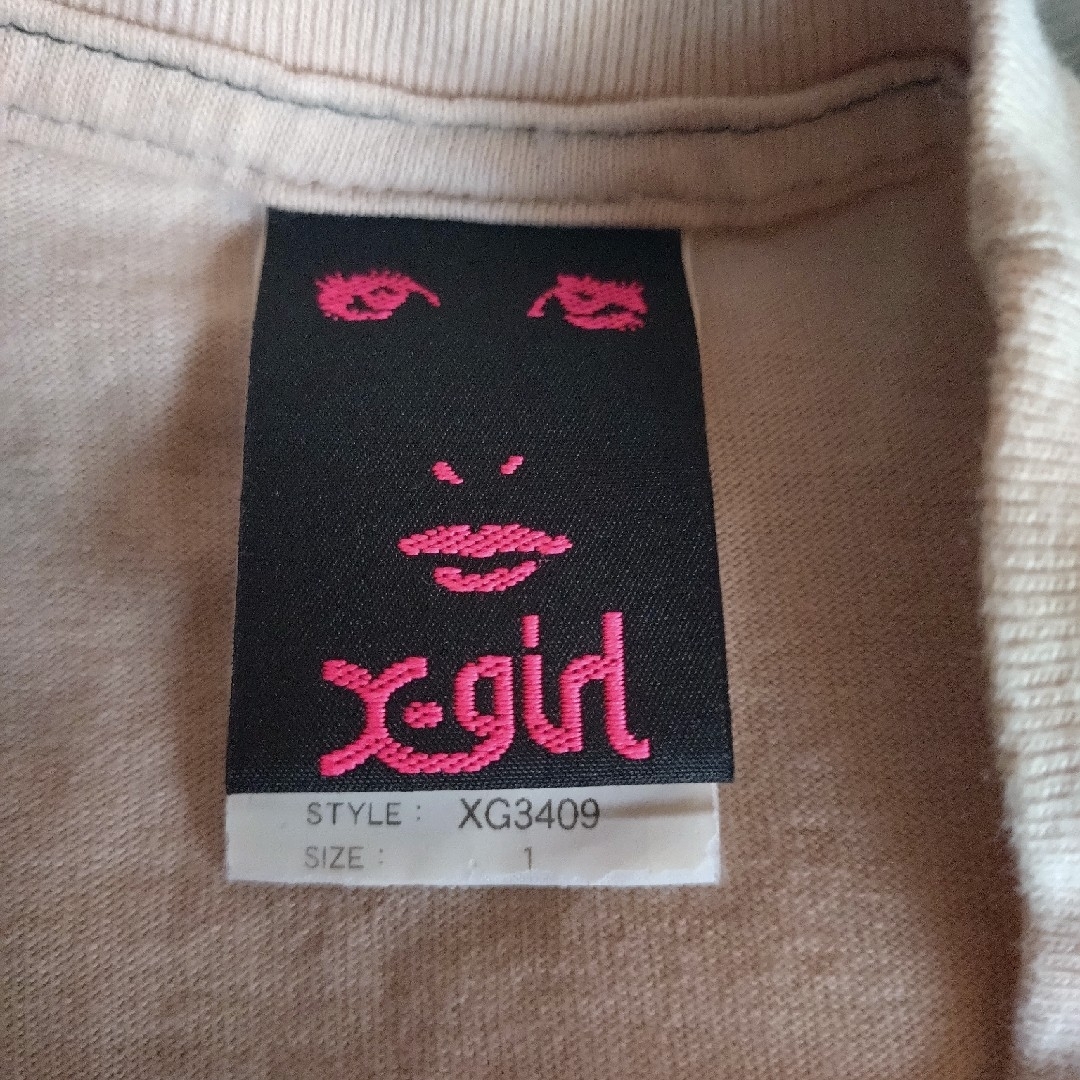 X-girl
STYLE : XG3409
SIZE : 1